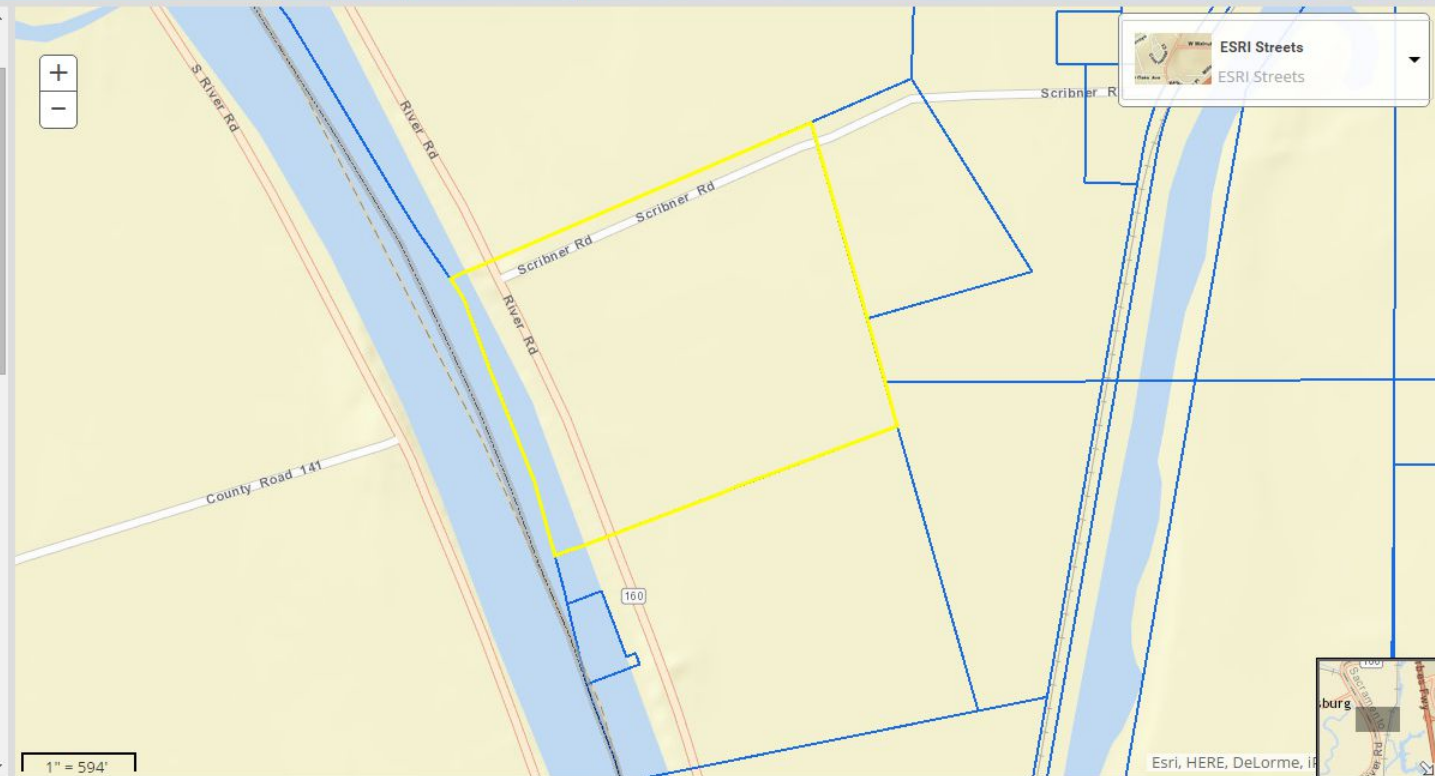 ESRI Streets
ESRI Streets
+
−
S River Rd
River Rd
Scribner R
Scribner Rd
Scribner Rd
River Rd
County Road 141
160
burg
Sacramento
1" = 594'
Esri, HERE, DeLorme,